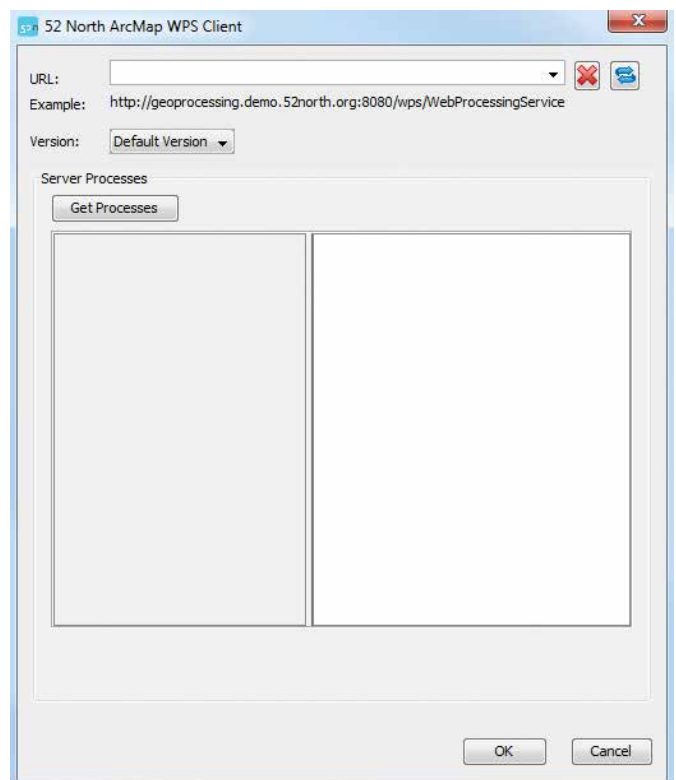 52 North ArcMap WPS Client
URL:
Example: http://geoprocessing.demo.52north.org:8080/wps/WebProcessingService
Version: Default Version
Server Processes
Get Processes
OK Cancel